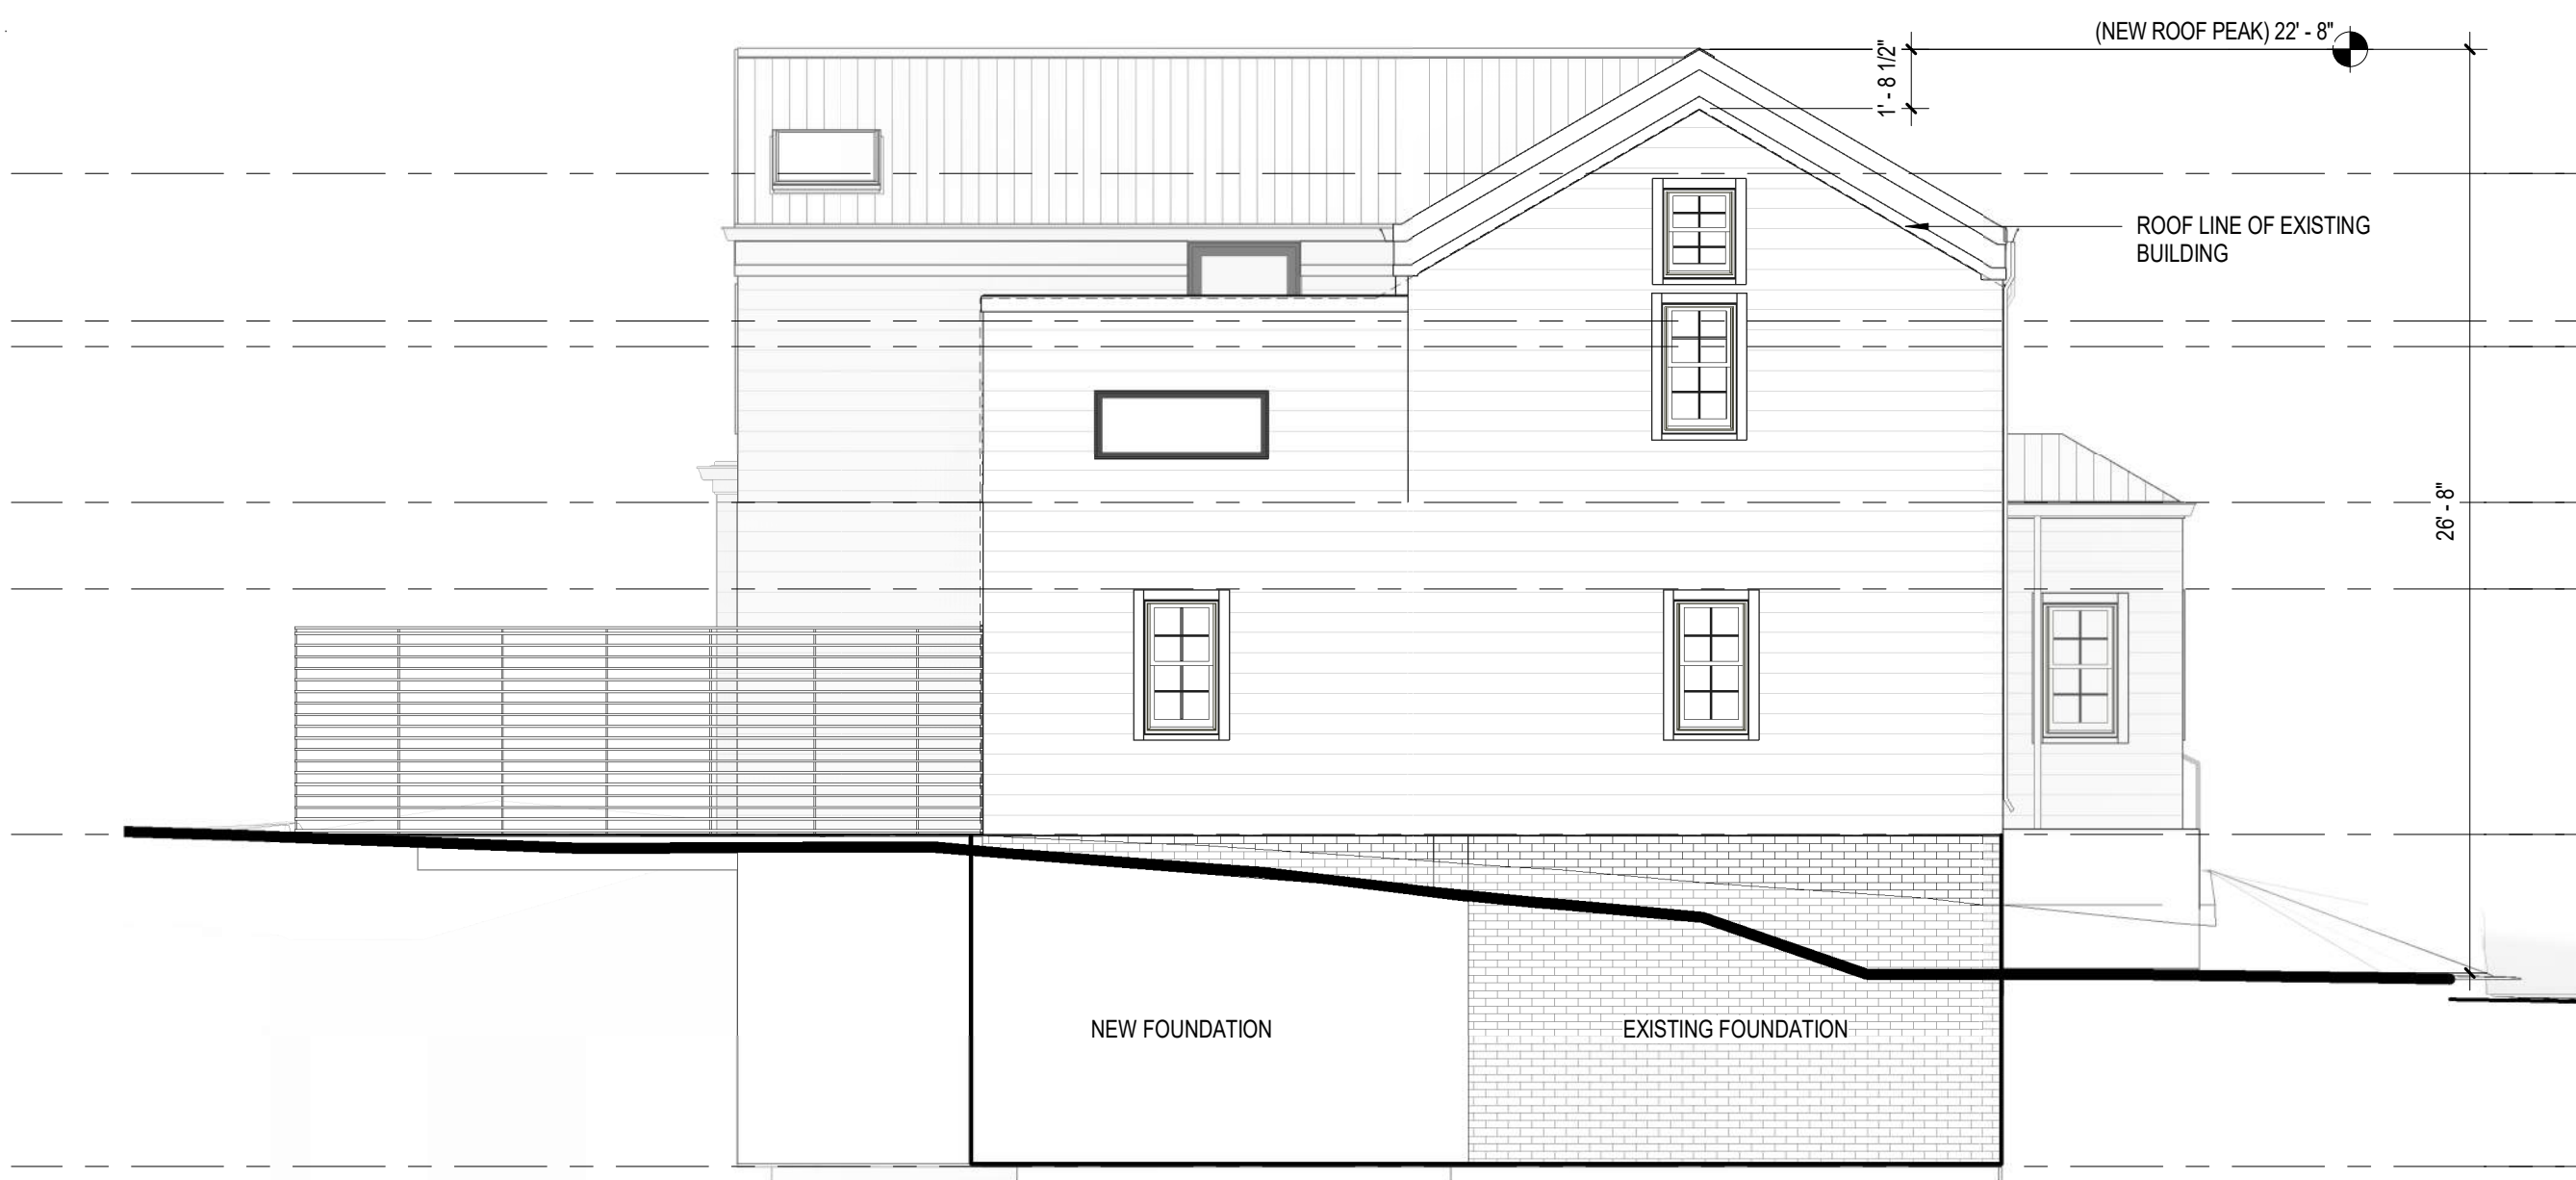 (NEW ROOF PEAK) 22' - 8"
1' - 8 1/2"
ROOF LINE OF EXISTING
BUILDING
26' - 8"
NEW FOUNDATION
EXISTING FOUNDATION